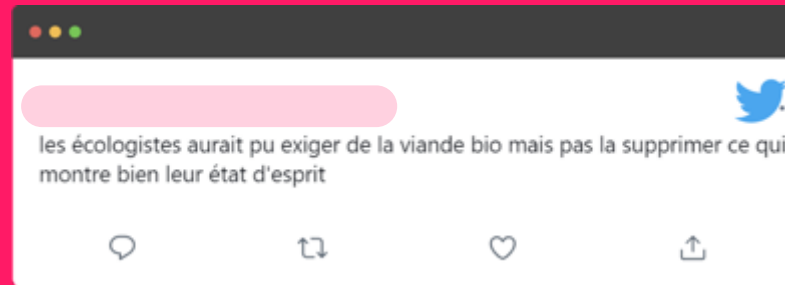 les écologistes aurait pu exiger de la viande bio mais pas la supprimer ce qui
montre bien leur état d'esprit